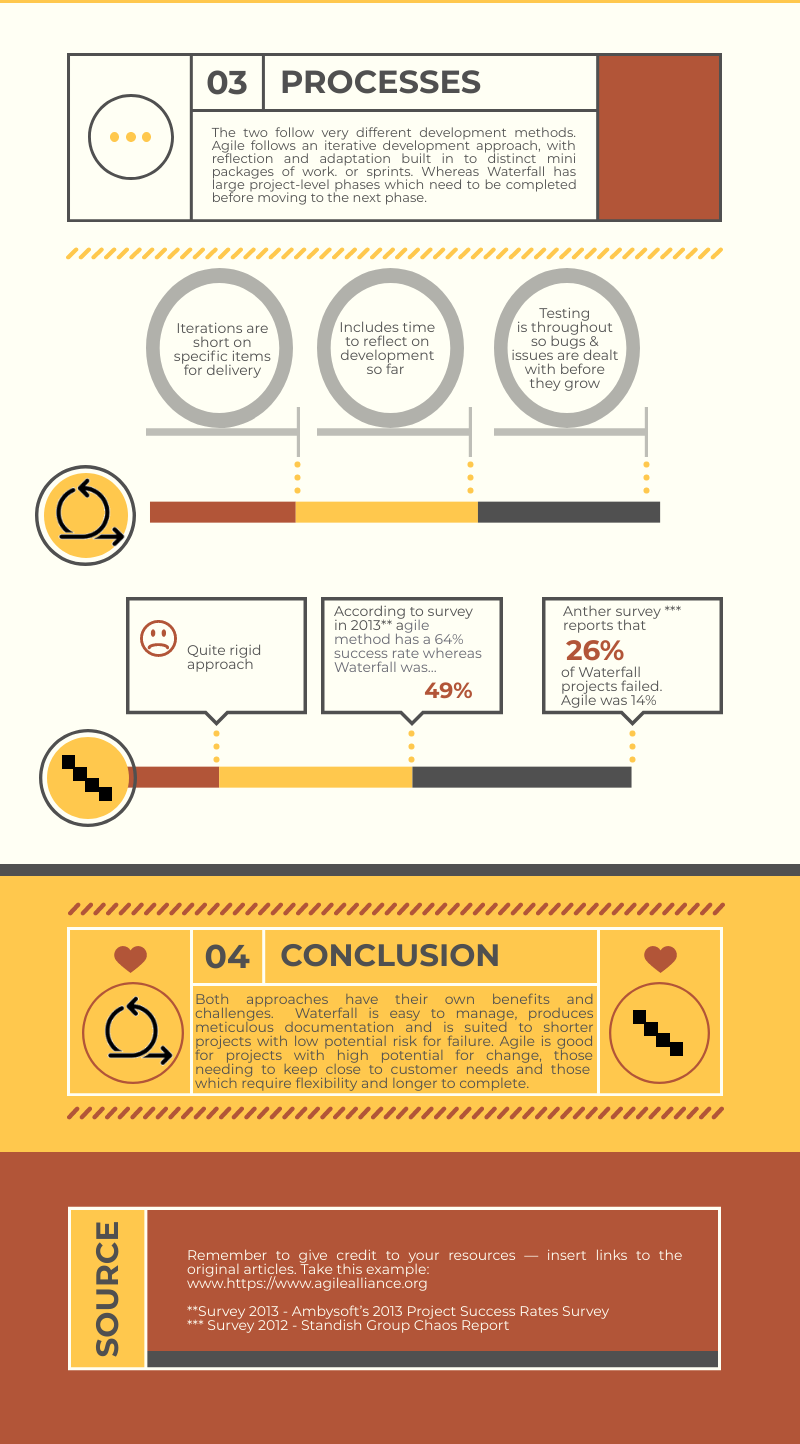 03 PROCESSES
The two follow very different development methods.
Agile follows an iterative development approach, with
reflection and adaptation built in to distinct mini
packages of work. or sprints. Whereas Waterfall has
large project-level phases which need to be completed
before moving to the next phase.
Iterations are
short on
specific items
for delivery
Includes time
to reflect on
development
so far
Testing
is throughout
so bugs &
issues are dealt
with before
they grow
Quite rigid
approach
According to survey
in 2013** agile
method has a 64%
success rate whereas
Waterfall was...
49%
Anther survey ***
reports that
26%
of Waterfall
projects failed.
Agile was 14%
04 CONCLUSION
Both approaches have their own benefits and
challenges. Waterfall is easy to manage, produces
meticulous documentation and is suited to shorter
projects with low potential risk for failure. Agile is good
for projects with high potential for change, those
needing to keep close to customer needs and those
which require flexibility and longer to complete.
SOURCE
Remember to give credit to your resources — insert links to the
original articles. Take this example:
www.https://www.agilealliance.org
**Survey 2013 - Ambysoft's 2013 Project Success Rates Survey
*** Survey 2012 - Standish Group Chaos Report